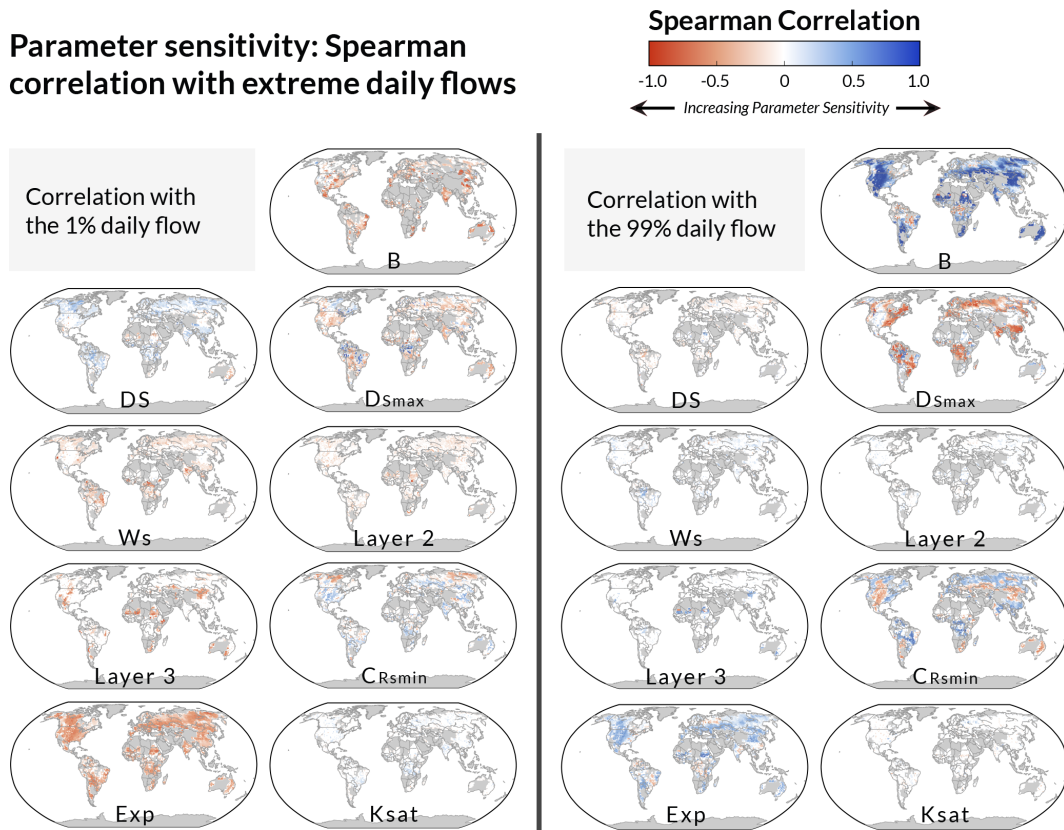 Parameter sensitivity: Spearman
correlation with extreme daily flows
Spearman Correlation
-1.0 -0.5 0 0.5 1.0
Increasing Parameter Sensitivity
Correlation with
the 1% daily flow
B
DS
DSmax
Ws
Layer 2
Layer 3
CRsmin
Exp
Ksat
Correlation with
the 99% daily flow
B
DS
DSmax
Ws
Layer 2
Layer 3
CRsmin
Exp
Ksat